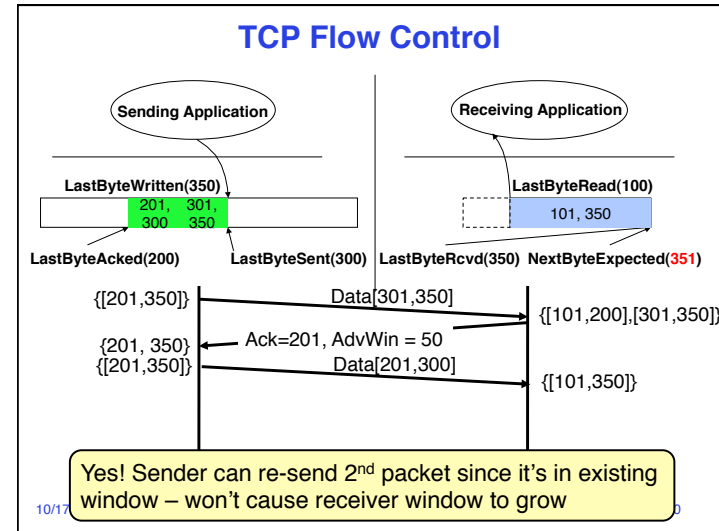 TCP Flow Control
Sending Application
Receiving Application
LastByteWritten(350)
LastByteRead(100)
201, 301,
300 350
101, 350
LastByteAcked(200)
LastByteSent(300)
LastByteRcvd(350)
NextByteExpected(351)
{[201,350]}
Data[301,350]
{[101,200],[301,350]}
Ack=201, AdvWin = 50
{201, 350}
{[201,350]}
Data[201,300]
{[101,350]}
Yes! Sender can re-send 2nd packet since it's in existing
window – won't cause receiver window to grow
10/17
0